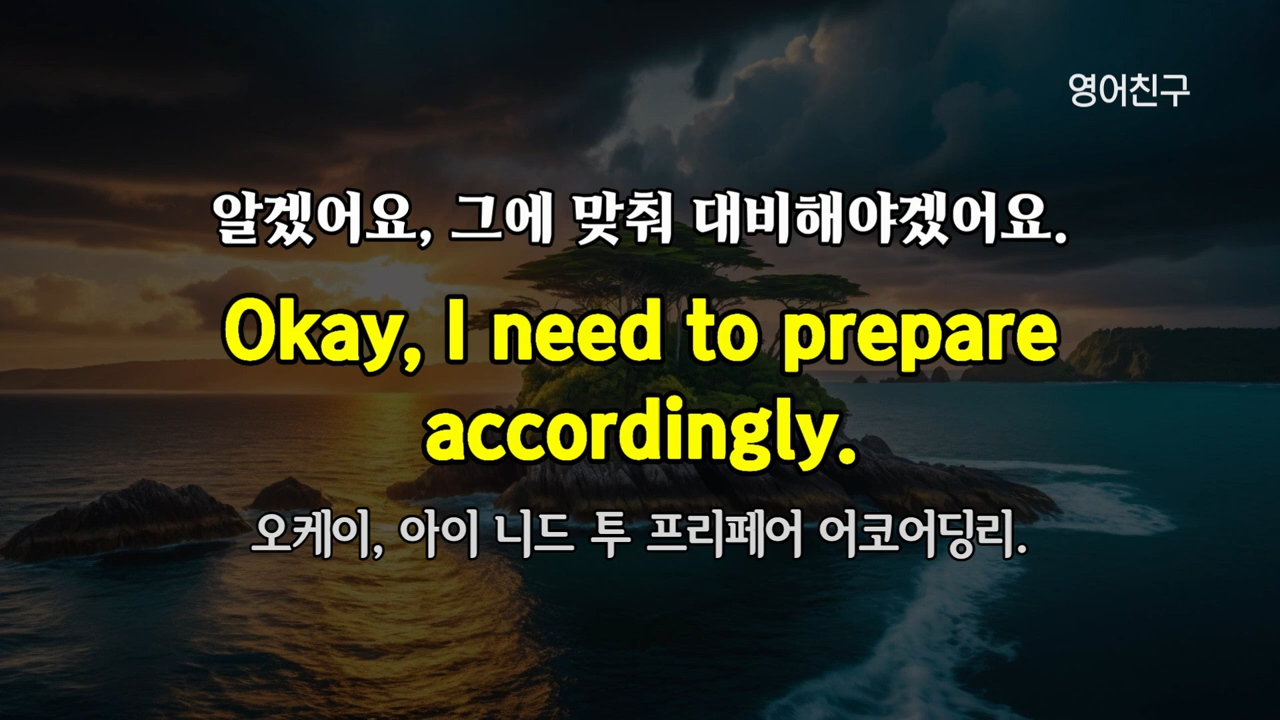 영어친구
알겠어요, 그에 맞춰 대비해야겠어요.
Okay, I need to prepare
accordingly.
오케이, 아이 니드 투 프리페어 어코어딩리.